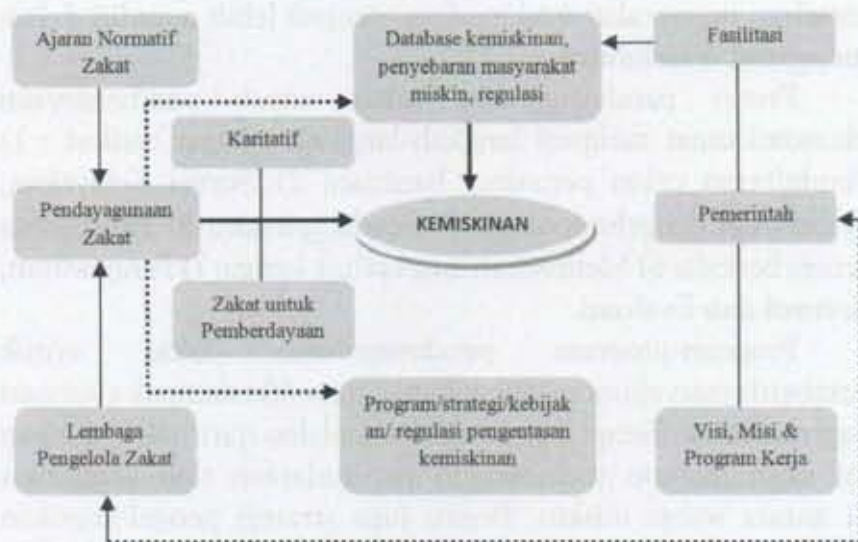 Ajaran Normatif
Zakat
Database kemiskinan,
penyebaran masyarakat
miskin, regulasi
Fasilitasi
Karitatif
Pendayagunaan
Zakat
KEMISKINAN
Pemerintah
Zakat untuk
Pemberdayaan
Lembaga
Pengelola Zakat
Program/strategi/kebijak
an/ regulasi pengentasan
kemiskinan
Visi, Misi &
Program Kerja